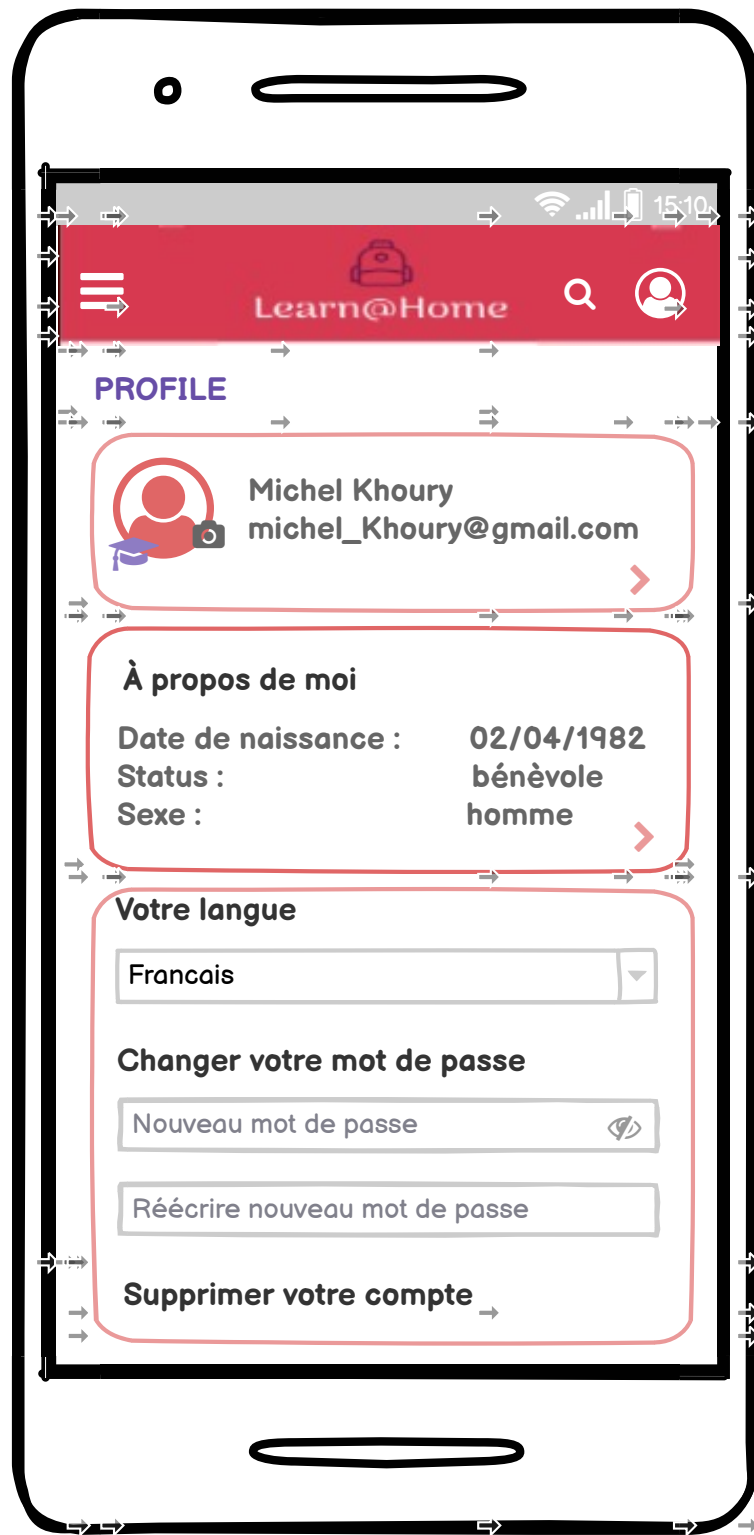 15:10
Learn@Home
PROFILE
Michel Khoury
michel_Khoury@gmail.com
À propos de moi
Date de naissance : 02/04/1982
Status : bénèvole
Sexe : homme
Votre langue
Francais
Changer votre mot de passe
Nouveau mot de passe
Réécrire nouveau mot de passe
Supprimer votre compte